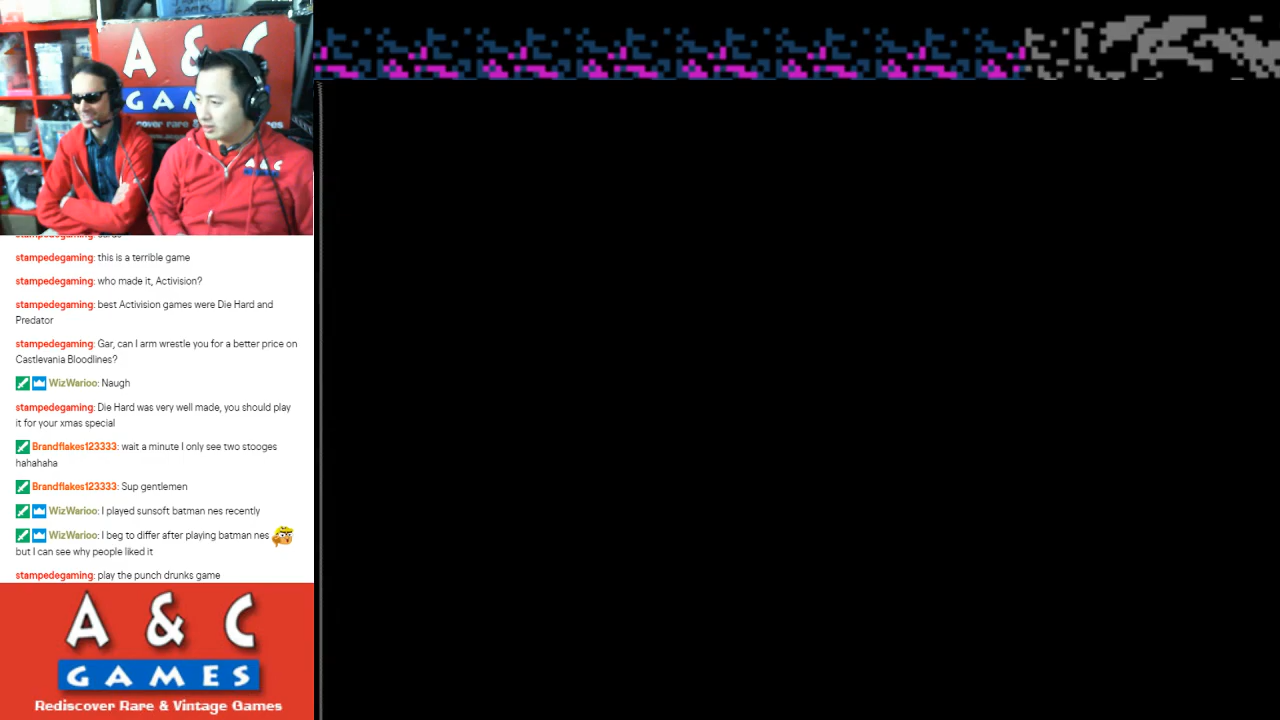 A & C
GAMES
cover rare &
A & C
stampedegaming: this is a terrible game
stampedegaming: who made it, Activision?
stampedegaming: best Activision games were Die Hard and
Predator
stampedegaming: Gar, can I arm wrestle you for a better price on
Castlevania Bloodlines?
WizWarioo: Naugh
stampedegaming: Die Hard was very well made, you should play
it for your xmas special
Brandflakes123333: wait a minute I only see two stooges
hahahaha
Brandflakes123333: Sup gentlemen
WizWarioo: I played sunsoft batman nes recently
WizWarioo: I beg to differ after playing batman nes
but I can see why people liked it
stampedegaming: play the punch drunks game
A & C
GAMES
Rediscover Rare & Vintage Games